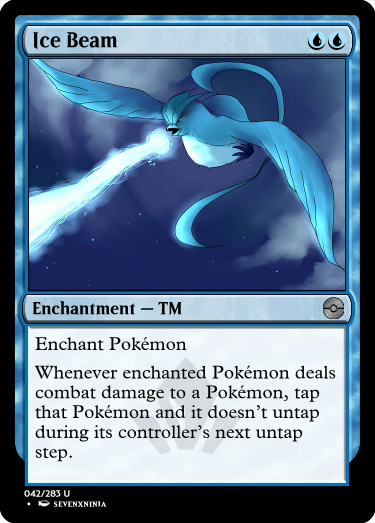 Ice Beam
Enchantment — TM
Enchant Pokémon
Whenever enchanted Pokémon deals
combat damage to a Pokémon, tap
that Pokémon and it doesn't untap
during its controller's next untap
step.
042/283 U
• SEVENXNINJA